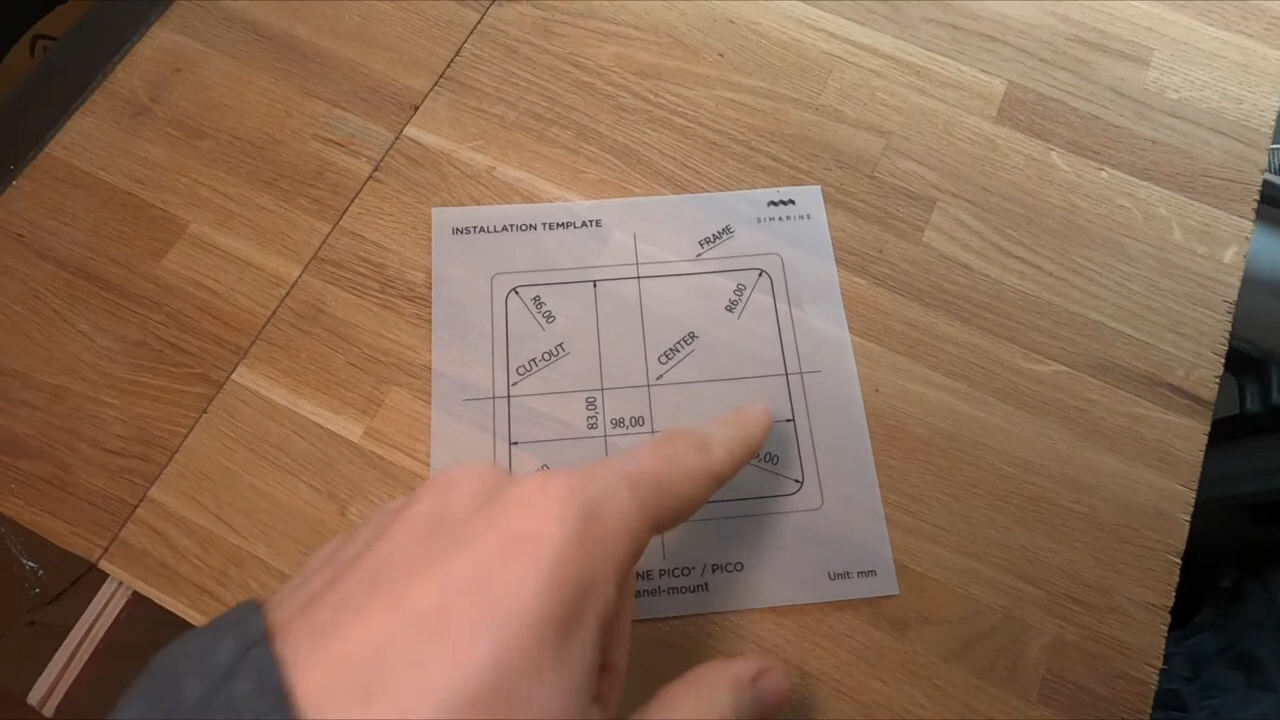 INSTALLATION TEMPLATE
SIMARINE
FRAME
R6,00
R6,00
CUT-OUT
CENTER
83,00
98,00
NE PICO* / PICO
anel-mount
Unit: mm